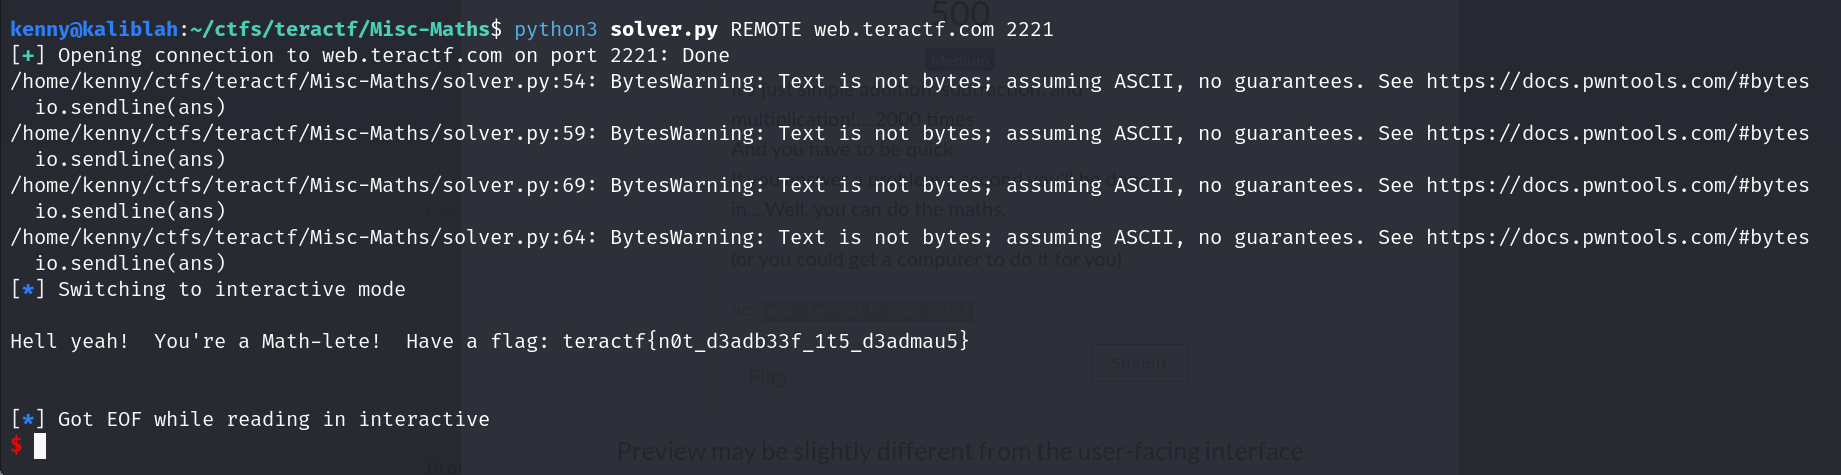 kenny@kaliblah:~/ctfs/teractf/Misc-Maths$ python3 solver.py REMOTE web.teractf.com 2221
[+] Opening connection to web.teractf.com on port 2221: Done
/home/kenny/ctfs/teractf/Misc-Maths/solver.py:54: BytesWarning: Text is not bytes; assuming ASCII, no guarantees. See https://docs.pwntools.com/#bytes
  io.sendline(ans)
/home/kenny/ctfs/teractf/Misc-Maths/solver.py:59: BytesWarning: Text is not bytes; assuming ASCII, no guarantees. See https://docs.pwntools.com/#bytes
  io.sendline(ans)
/home/kenny/ctfs/teractf/Misc-Maths/solver.py:69: BytesWarning: Text is not bytes; assuming ASCII, no guarantees. See https://docs.pwntools.com/#bytes
  io.sendline(ans)
/home/kenny/ctfs/teractf/Misc-Maths/solver.py:64: BytesWarning: Text is not bytes; assuming ASCII, no guarantees. See https://docs.pwntools.com/#bytes
  io.sendline(ans)
[*] Switching to interactive mode
Hell yeah!  You're a Math-lete!  Have a flag: teractf{n0t_d3adb33f_1t5_d3admau5}
[*] Got EOF while reading in interactive
$
500
Medium
just simple addition, subtraction, and
multiplication!....2000 times
And you have to be quick
in....Well, you can do the maths.
(or you could get a computer to do it for you)
nc web.teractf.com 2221
Flag
Submit
Files
Preview may be slightly different from the user-facing interface